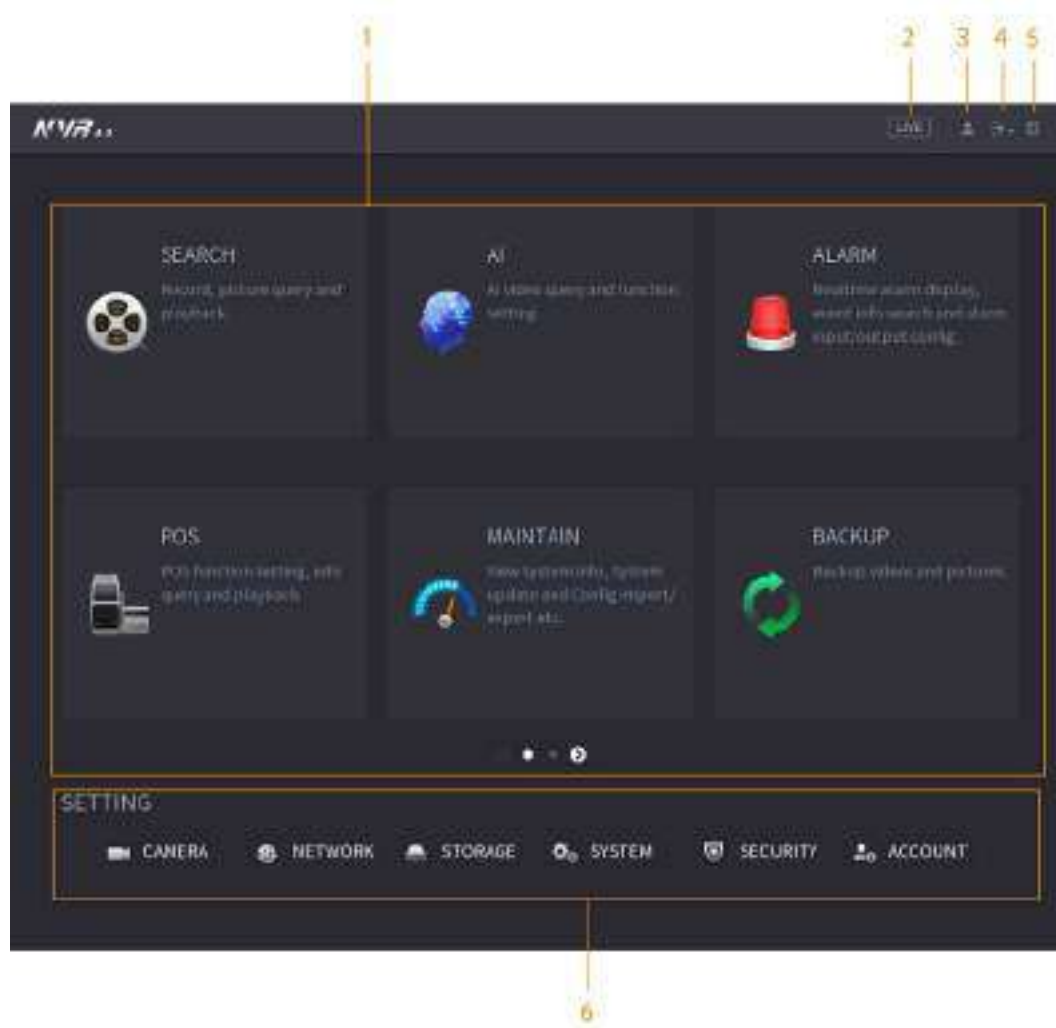 1
2 3 4 5
NVR
LIVE
SEARCH
Record, picture query and
playback.
AI
AI video query and function
setting.
ALARM
Realtime alarm display,
event info search and alarm
input/output config.
POS
POS function setting, info
query and playback.
MAINTAIN
View system info, System
update and Config import/
export etc.
BACKUP
Backup videos and pictures.
SETTING
CAMERA NETWORK STORAGE SYSTEM SECURITY ACCOUNT
6